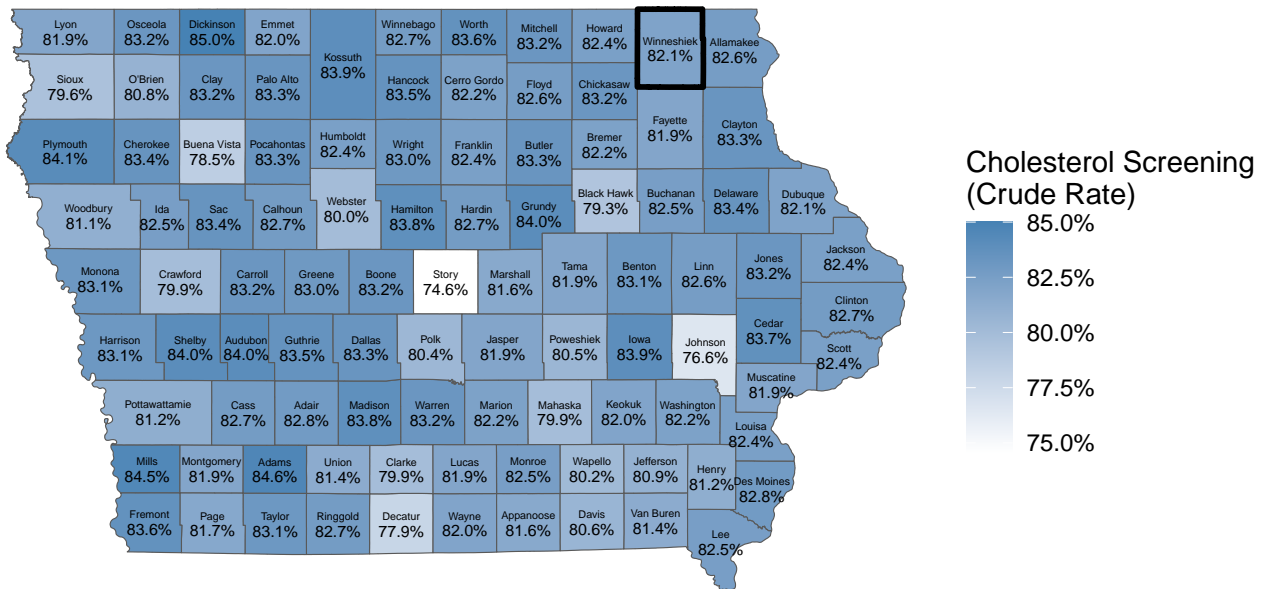 Lyon
81.9%
Osceola
83.2%
Dickinson
85.0%
Emmet
82.0%
Kossuth
83.9%
Winnebago
82.7%
Worth
83.6%
Mitchell
83.2%
Howard
82.4%
Winneshiek
82.1%
Allamakee
82.6%
Sioux
79.6%
O'Brien
80.8%
Clay
83.2%
Palo Alto
83.3%
Hancock
83.5%
Cerro Gordo
82.2%
Floyd
82.6%
Chickasaw
83.2%
Fayette
81.9%
Clayton
83.3%
Plymouth
84.1%
Cherokee
83.4%
Buena Vista
78.5%
Pocahontas
83.3%
Humboldt
82.4%
Wright
83.0%
Franklin
82.4%
Butler
83.3%
Bremer
82.2%
Woodbury
81.1%
Ida
82.5%
Sac
83.4%
Calhoun
82.7%
Webster
80.0%
Hamilton
83.8%
Hardin
82.7%
Grundy
84.0%
Black Hawk
79.3%
Buchanan
82.5%
Delaware
83.4%
Dubuque
82.1%
Monona
83.1%
Crawford
79.9%
Carroll
83.2%
Greene
83.0%
Boone
83.2%
Story
74.6%
Marshall
81.6%
Tama
81.9%
Benton
83.1%
Linn
82.6%
Jones
83.2%
Jackson
82.4%
Clinton
82.7%
Harrison
83.1%
Shelby
84.0%
Audubon
84.0%
Guthrie
83.5%
Dallas
83.3%
Polk
80.4%
Jasper
81.9%
Poweshiek
80.5%
Iowa
83.9%
Johnson
76.6%
Cedar
83.7%
Scott
82.4%
Muscatine
81.9%
Pottawattamie
81.2%
Cass
82.7%
Adair
82.8%
Madison
83.8%
Warren
83.2%
Marion
82.2%
Mahaska
79.9%
Keokuk
82.0%
Washington
82.2%
Louisa
82.4%
Mills
84.5%
Montgomery
81.9%
Adams
84.6%
Union
81.4%
Clarke
79.9%
Lucas
81.9%
Monroe
82.5%
Wapello
80.2%
Jefferson
80.9%
Henry
81.2%
Des Moines
82.8%
Fremont
83.6%
Page
81.7%
Taylor
83.1%
Ringgold
82.7%
Decatur
77.9%
Wayne
82.0%
Appanoose
81.6%
Davis
80.6%
Van Buren
81.4%
Lee
82.5%
Cholesterol Screening
(Crude Rate)
85.0%
82.5%
80.0%
77.5%
75.0%